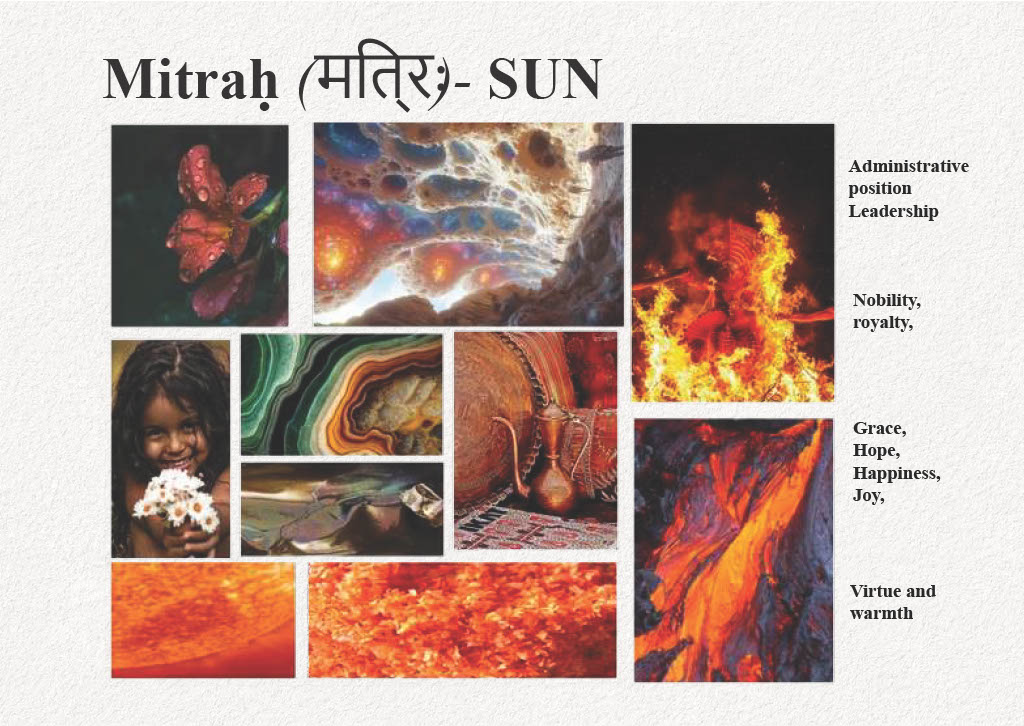 Mitraḥ (मति्रः)- SUN
Administrative
position
Leadership
Nobility,
royalty,
Grace,
Hope,
Happiness,
Joy,
Virtue and
warmth